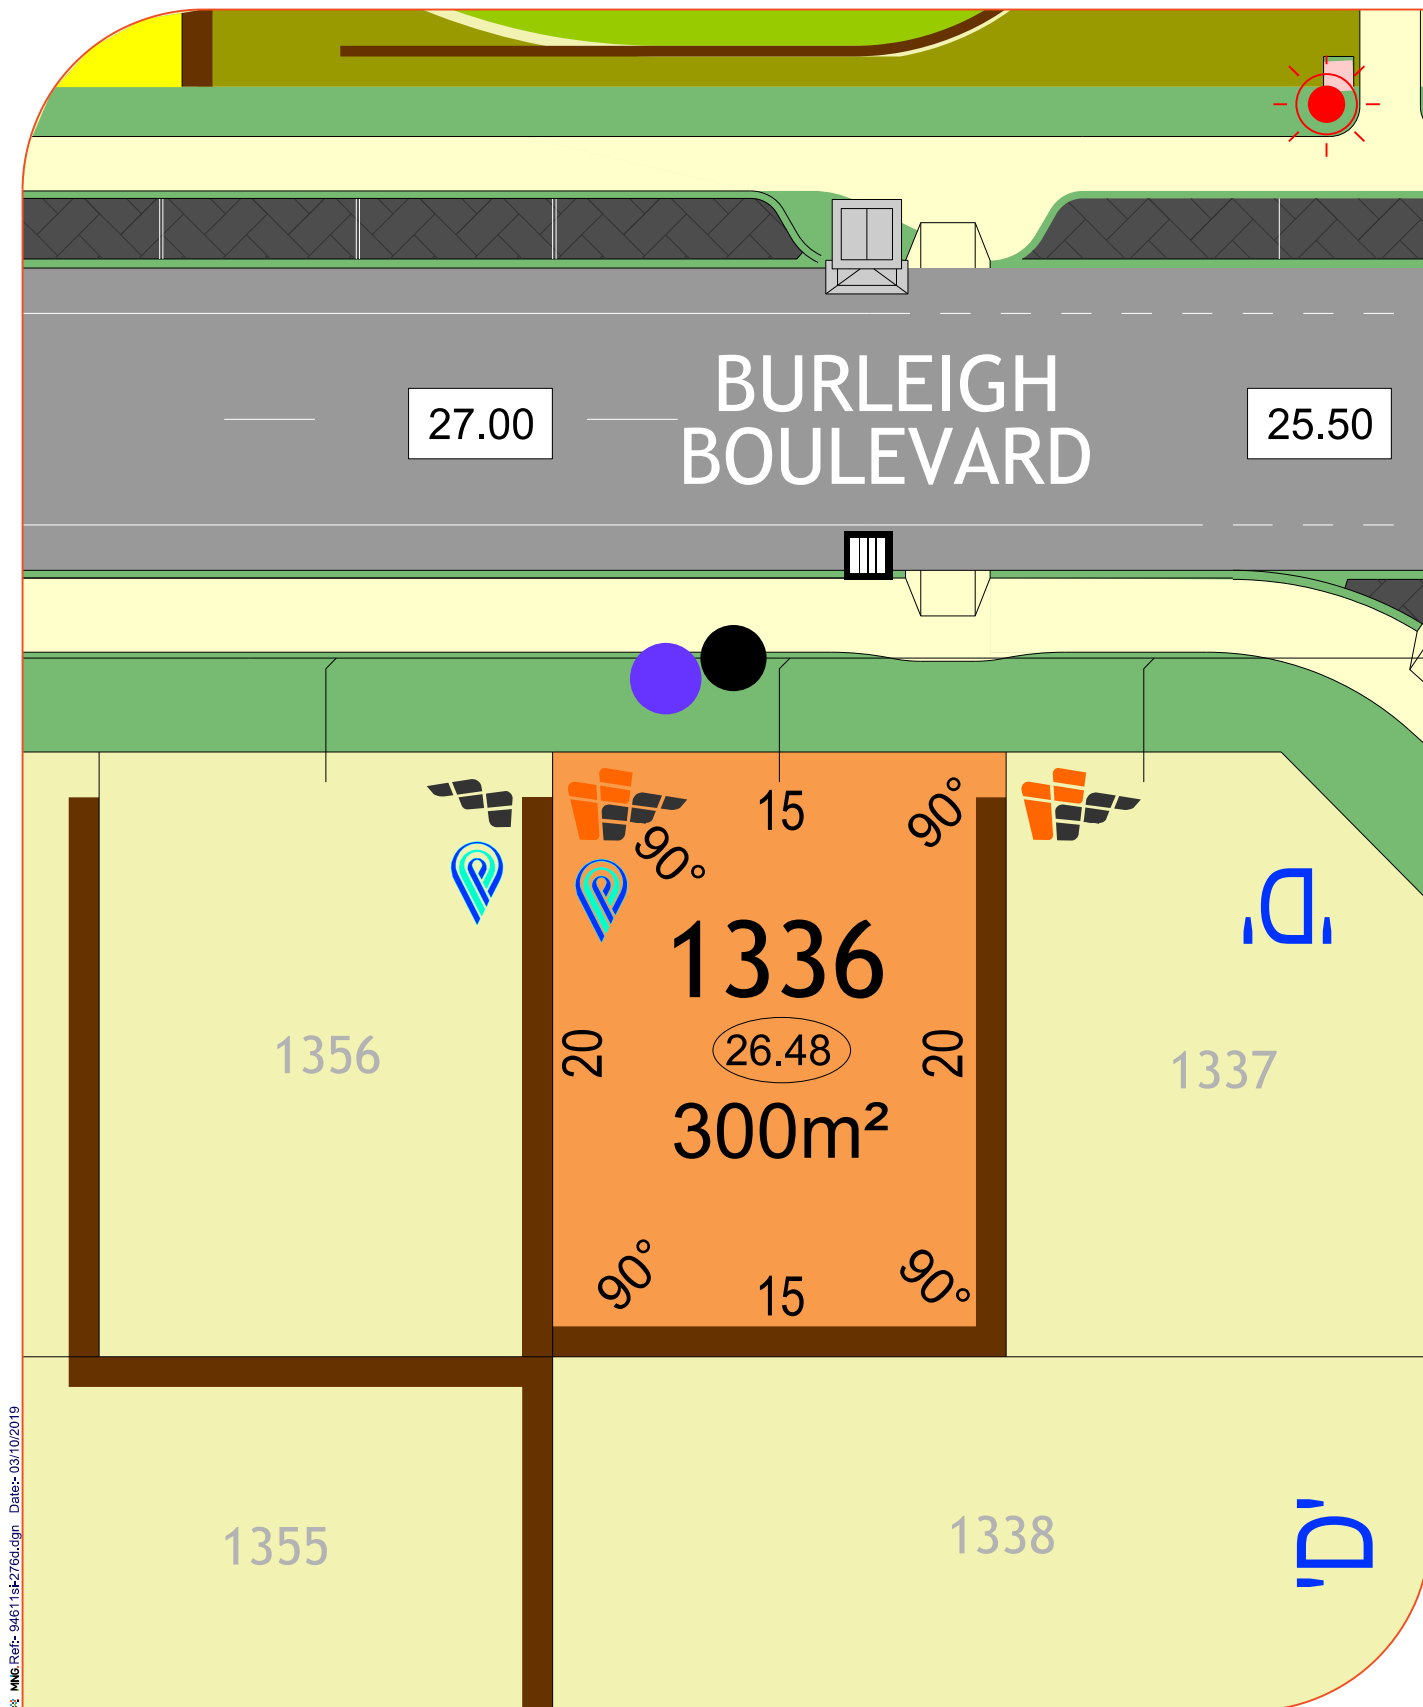 BURLEIGH
BOULEVARD
27.00
25.50
15
90°
90°
'D'
1336
1356
20
26.48
20
1337
300m²
90°
15
90°
1355
1338
'D'
MNG Ref:- 94611si-276d.dgn Date:- 03/10/2019